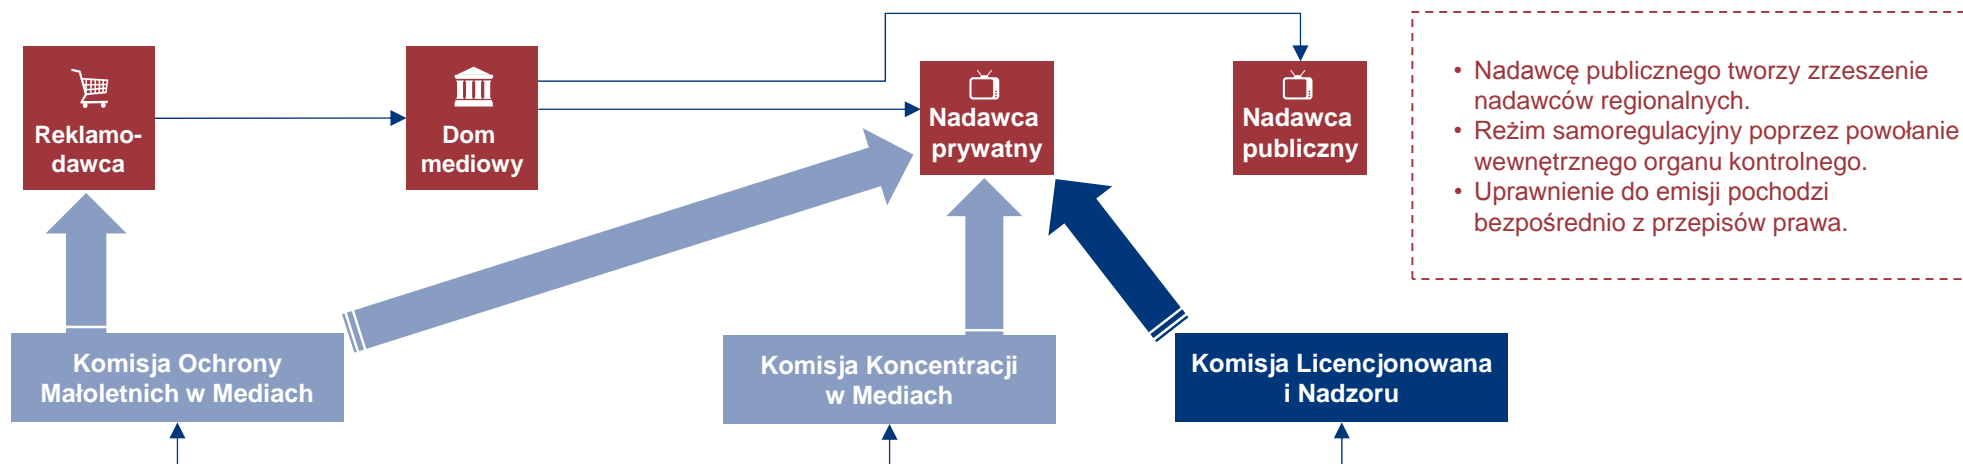 Reklamo-
dawca
Dom
mediowy
Nadawca
prywatny
Nadawca
publiczny
• Nadawcę publicznego tworzy zrzeszenie
nadawców regionalnych.
• Reżim samoregulacyjny poprzez powołanie
wewnętrznego organu kontrolnego.
• Uprawnienie do emisji pochodzi
bezpośrednio z przepisów prawa.
Komisja Ochrony
Małoletnich w Mediach
Komisja Koncentracji
w Mediach
Komisja Licencjonowana
i Nadzoru